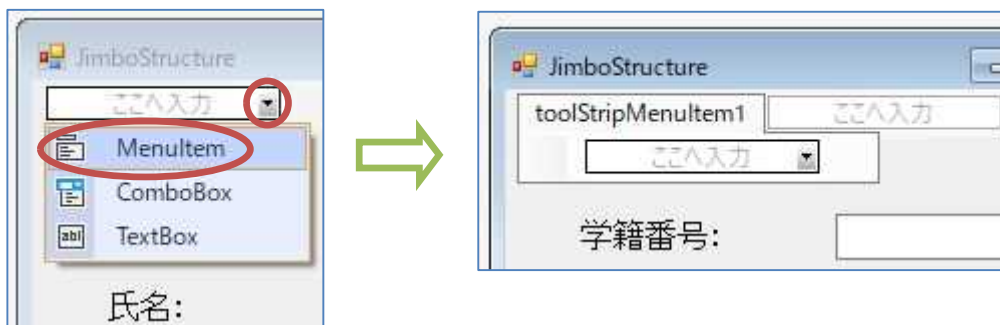 JimboStructure
ここへ入力
MenuItem
ComboBox
abl TextBox
氏名:
JimboStructure
toolStripMenuItem1 ここへ入力
ここへ入力
学籍番号: